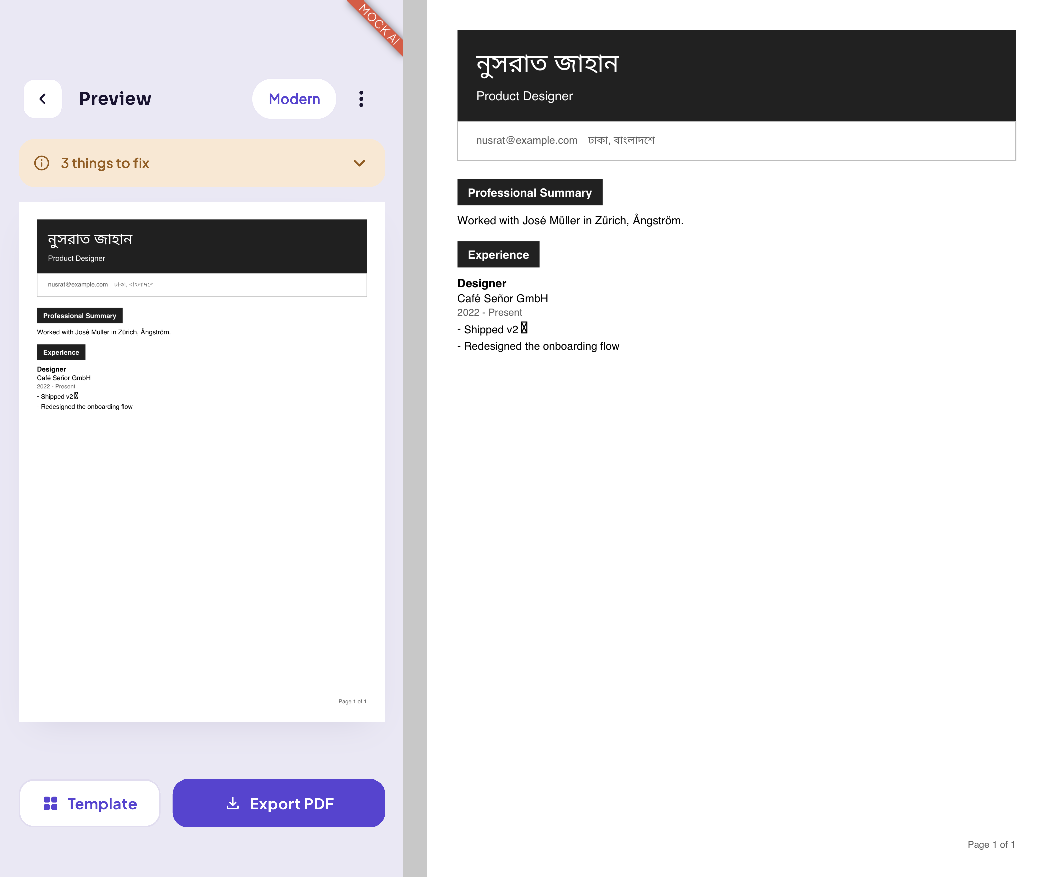 MOCK AI
Preview
Modern
3 things to fix
নুসরাত জাহান
Product Designer
nusrat@example.com ঢাকা, বাংলাদেশ
Professional Summary
Worked with José Müller in Zürich, Ångström.
Experience
Designer
Café Señor GmbH
2022 - Present
- Shipped v2
- Redesigned the onboarding flow
Page 1 of 1
Template
Export PDF
নুসরাত জাহান
Product Designer
nusrat@example.com ঢাকা, বাংলাদেশে
Professional Summary
Worked with José Müller in Zürich, Ångström.
Experience
Designer
Café Señor GmbH
2022 - Present
- Shipped v2
- Redesigned the onboarding flow
Page 1 of 1